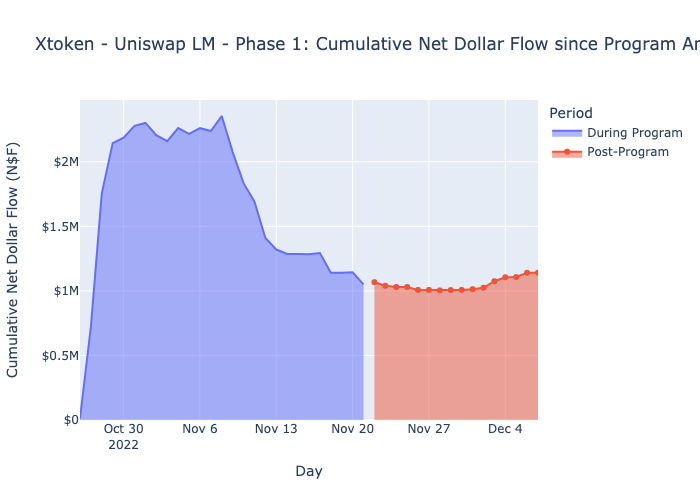 Xtoken - Uniswap LM - Phase 1: Cumulative Net Dollar Flow since Program
Period
During Program
Post-Program
Cumulative Net Dollar Flow (N$F)
$2M
$1.5M
$1M
$0.5M
$0
Oct 30
2022
Nov 6
Nov 13
Nov 20
Nov 27
Dec 4
Day